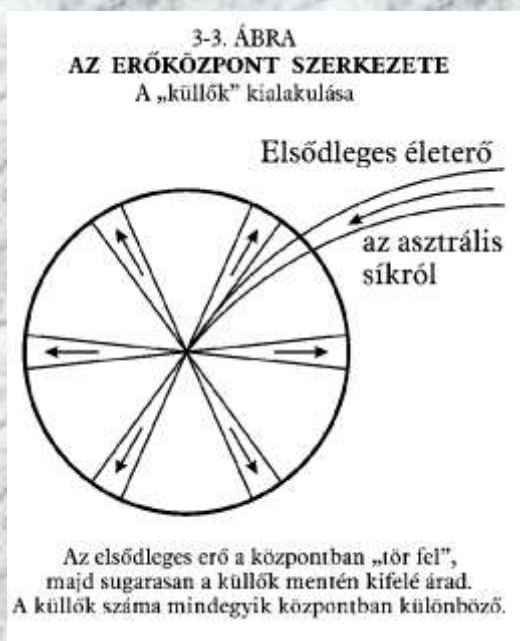 3-3. ÁBRA
AZ ERŐKÖZPONT SZERKEZETE
A „küllők” kialakulása
Elsődleges életerő
az asztrális
síkról
Az elsődleges erő a központban „tör fel”,
majd sugarasan a küllők mentén kifelé árad.
A küllők száma mindegyik központban különböző.